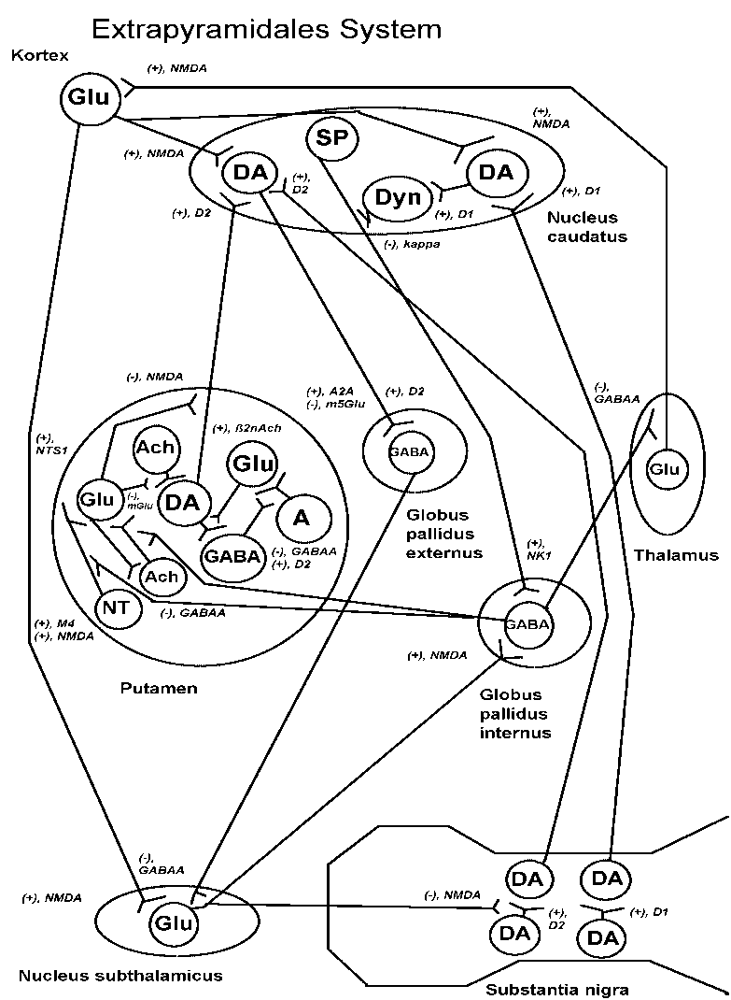 Extrapyramidales System
Kortex
(+), NMDA
Glu
(+),
NMDA
SP
(+), NMDA
DA
(+),
D2
DA
Dyn
(+), D1
(+), D2
(+), D1
Nucleus
caudatus
(-), kappa
(-), NMDA
(+), A2A
(-), m5Glu
(+), D2
(-),
GABAA
(+),
NTS1
(+), ß2nAch
Ach
Glu
GABA
Glu
Glu
(-),
mGlu
DA
A
Globus
pallidus
externus
(-), GABAA
(+), D2
GABA
Thalamus
(+),
NK1
Ach
NT
(-), GABAA
(+), M4
(+), NMDA
GABA
(+), NMDA
Putamen
Globus
pallidus
internus
(-),
GABAA
(+), NMDA
Glu
(-), NMDA
DA
DA
(+),
D2
(+), D1
DA
DA
Nucleus subthalamicus
Substantia nigra